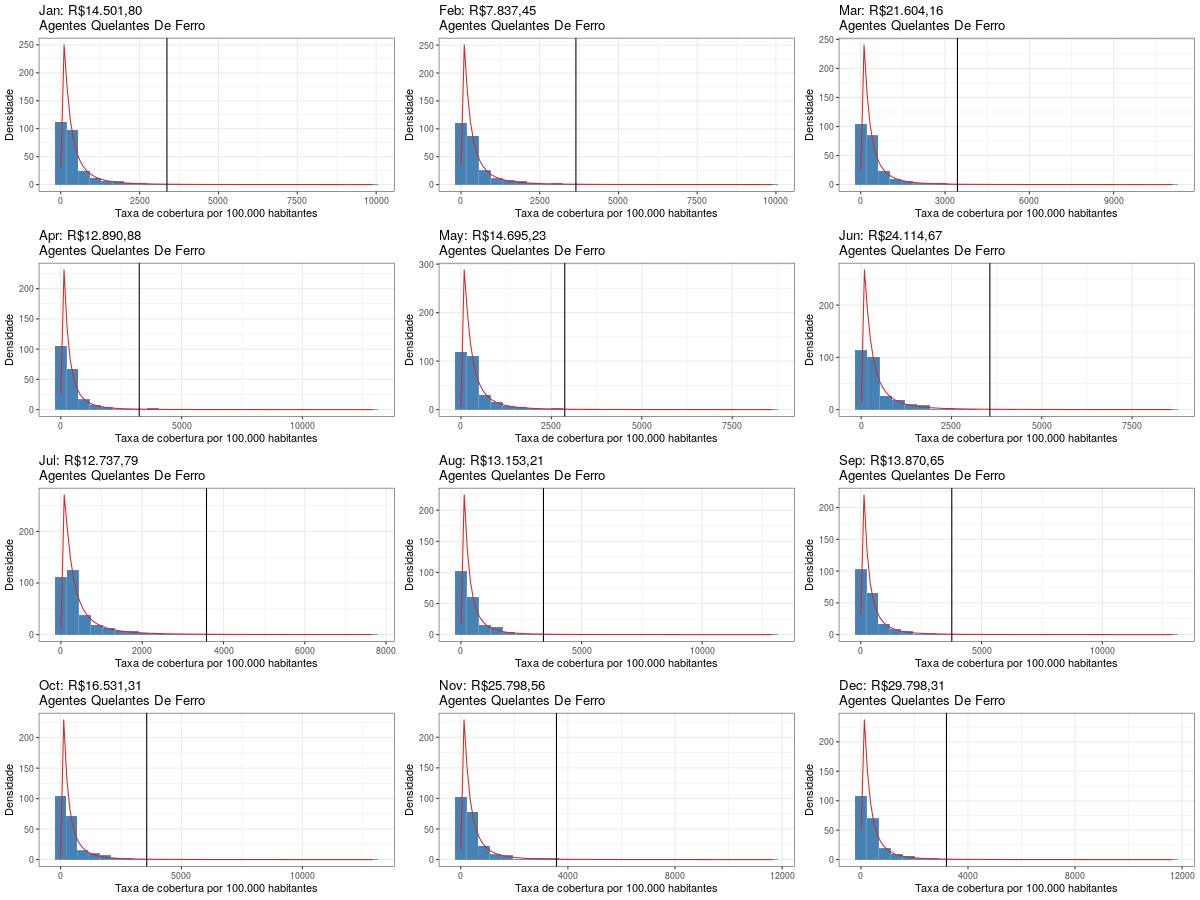 Jan: R$14.501,80
Agentes Quelantes De Ferro
Densidade
250
200
150
100
50
0
0 2500 5000 7500 10000
Taxa de cobertura por 100.000 habitantes
Feb: R$7.837,45
Agentes Quelantes De Ferro
Densidade
250
200
150
100
50
0
0 2500 5000 7500 10000
Taxa de cobertura por 100.000 habitantes
Mar: R$21.604,16
Agentes Quelantes De Ferro
Densidade
250
200
150
100
50
0
0 3000 6000 9000
Taxa de cobertura por 100.000 habitantes
Apr: R$12.890,88
Agentes Quelantes De Ferro
Densidade
200
150
100
50
0
0 5000 10000
Taxa de cobertura por 100.000 habitantes
May: R$14.695,23
Agentes Quelantes De Ferro
Densidade
300
200
100
0
0 2500 5000 7500
Taxa de cobertura por 100.000 habitantes
Jun: R$24.114,67
Agentes Quelantes De Ferro
Densidade
200
100
0
0 2500 5000 7500
Taxa de cobertura por 100.000 habitantes
Jul: R$12.737,79
Agentes Quelantes De Ferro
Densidade
200
100
0
0 2000 4000 6000 8000
Taxa de cobertura por 100.000 habitantes
Aug: R$13.153,21
Agentes Quelantes De Ferro
Densidade
200
150
100
50
0
0 5000 10000
Taxa de cobertura por 100.000 habitantes
Sep: R$13.870,65
Agentes Quelantes De Ferro
Densidade
200
150
100
50
0
0 5000 10000
Taxa de cobertura por 100.000 habitantes
Oct: R$16.531,31
Agentes Quelantes De Ferro
Densidade
200
150
100
50
0
0 5000 10000
Taxa de cobertura por 100.000 habitantes
Nov: R$25.798,56
Agentes Quelantes De Ferro
Densidade
200
150
100
50
0
0 4000 8000 12000
Taxa de cobertura por 100.000 habitantes
Dec: R$29.798,31
Agentes Quelantes De Ferro
Densidade
200
150
100
50
0
0 4000 8000 12000
Taxa de cobertura por 100.000 habitantes